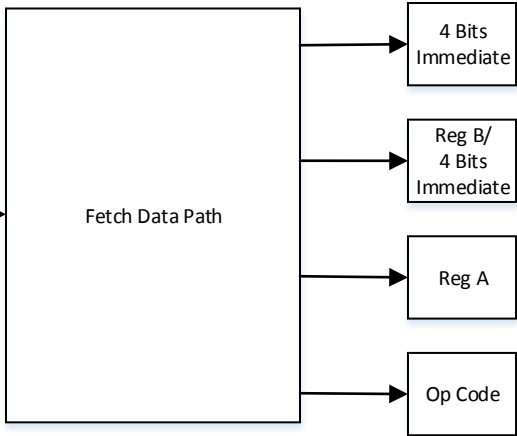 4 Bits
Immediate
Reg B/
4 Bits
Immediate
Fetch Data Path
Reg A
Op Code